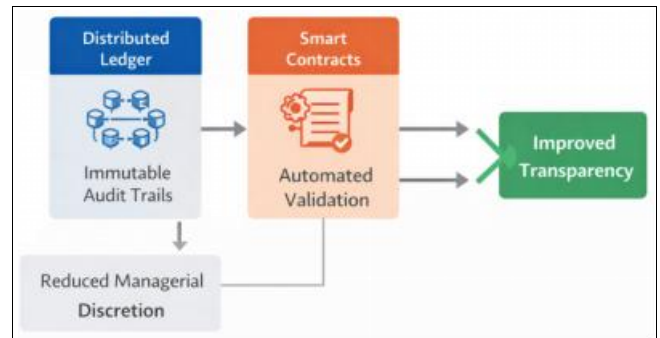 Distributed
Ledger
Immutable
Audit Trails
Smart
Contracts
Automated
Validation
Improved
Transparency
Reduced Managerial
Discretion